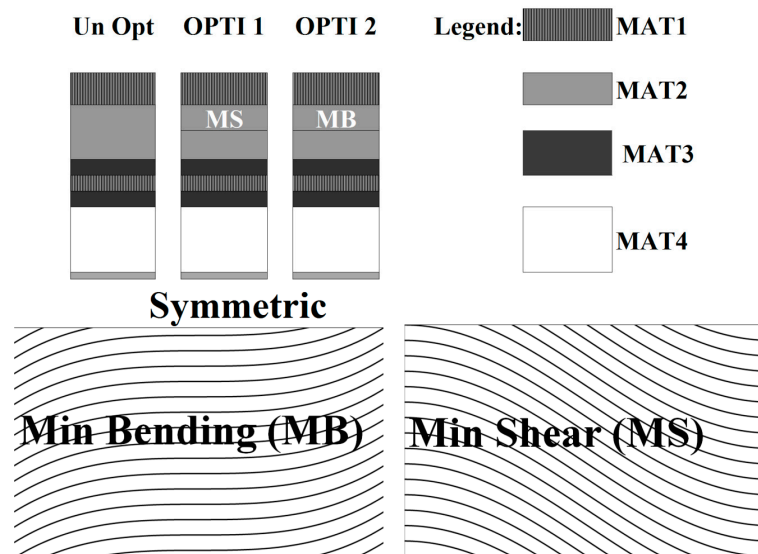 Un Opt OPTI 1 OPTI 2 Legend: MAT1
MAT2
MS MB
MAT3
MAT4
Symmetric
Min Bending (MB) Min Shear (MS)